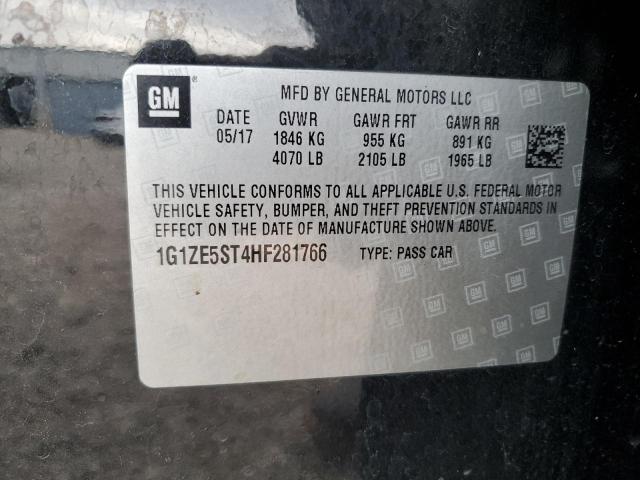 GM ® MFD BY GENERAL MOTORS LLC
DATE GVWR GAWR FRT GAWR RR
05/17 1846 KG 955 KG 891 KG
4070 LB 2105 LB 1965 LB
THIS VEHICLE CONFORMS TO ALL APPLICABLE U.S. FEDERAL MOTOR
VEHICLE SAFETY, BUMPER, AND THEFT PREVENTION STANDARDS IN
EFFECT ON THE DATE OF MANUFACTURE SHOWN ABOVE.
1G1ZE5ST4HF281766 TYPE: PASS CAR